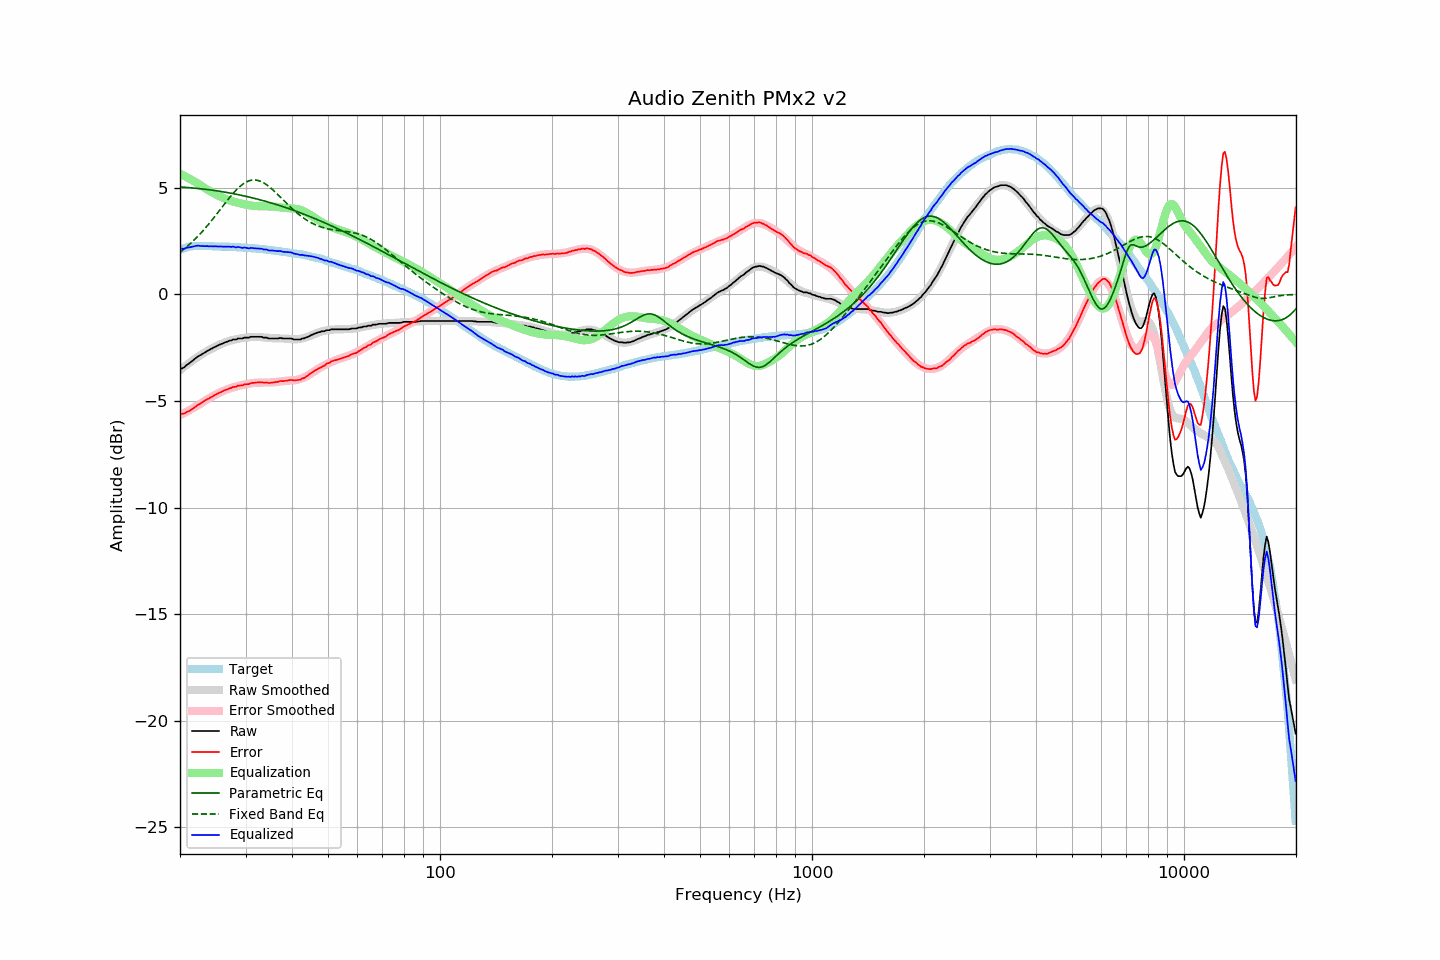 Audio Zenith PMx2 v2
5
0
−5
−10
−15
−20
−25
Amplitude (dBr)
Target
Raw Smoothed
Error Smoothed
Raw
Error
Equalization
Parametric Eq
Fixed Band Eq
Equalized
100
1000
10000
Frequency (Hz)